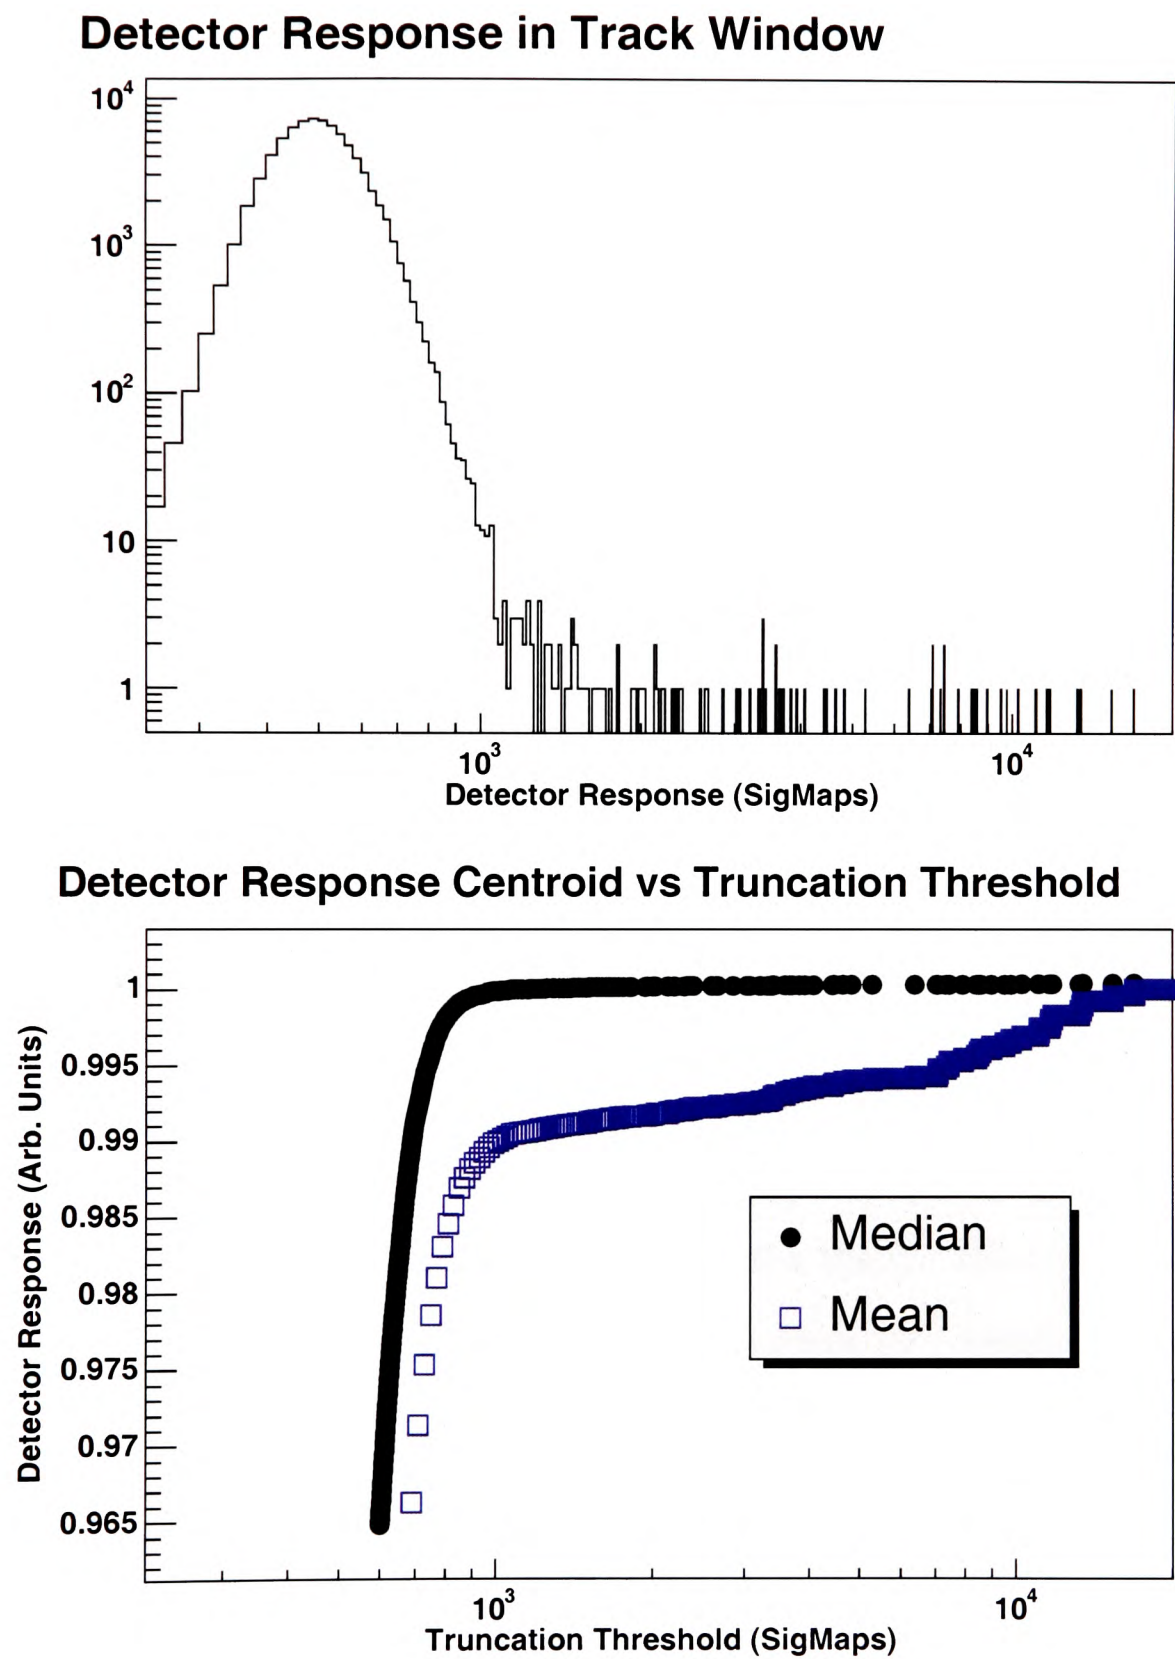 Detector Response in Track Window
10⁴
10³
10²
10
1
10³
10⁴
Detector Response (SigMaps)
Detector Response Centroid vs Truncation Threshold
Detector Response (Arb. Units)
1
0.995
0.99
0.985
0.98
0.975
0.97
0.965
Median
Mean
10³
10⁴
Truncation Threshold (SigMaps)